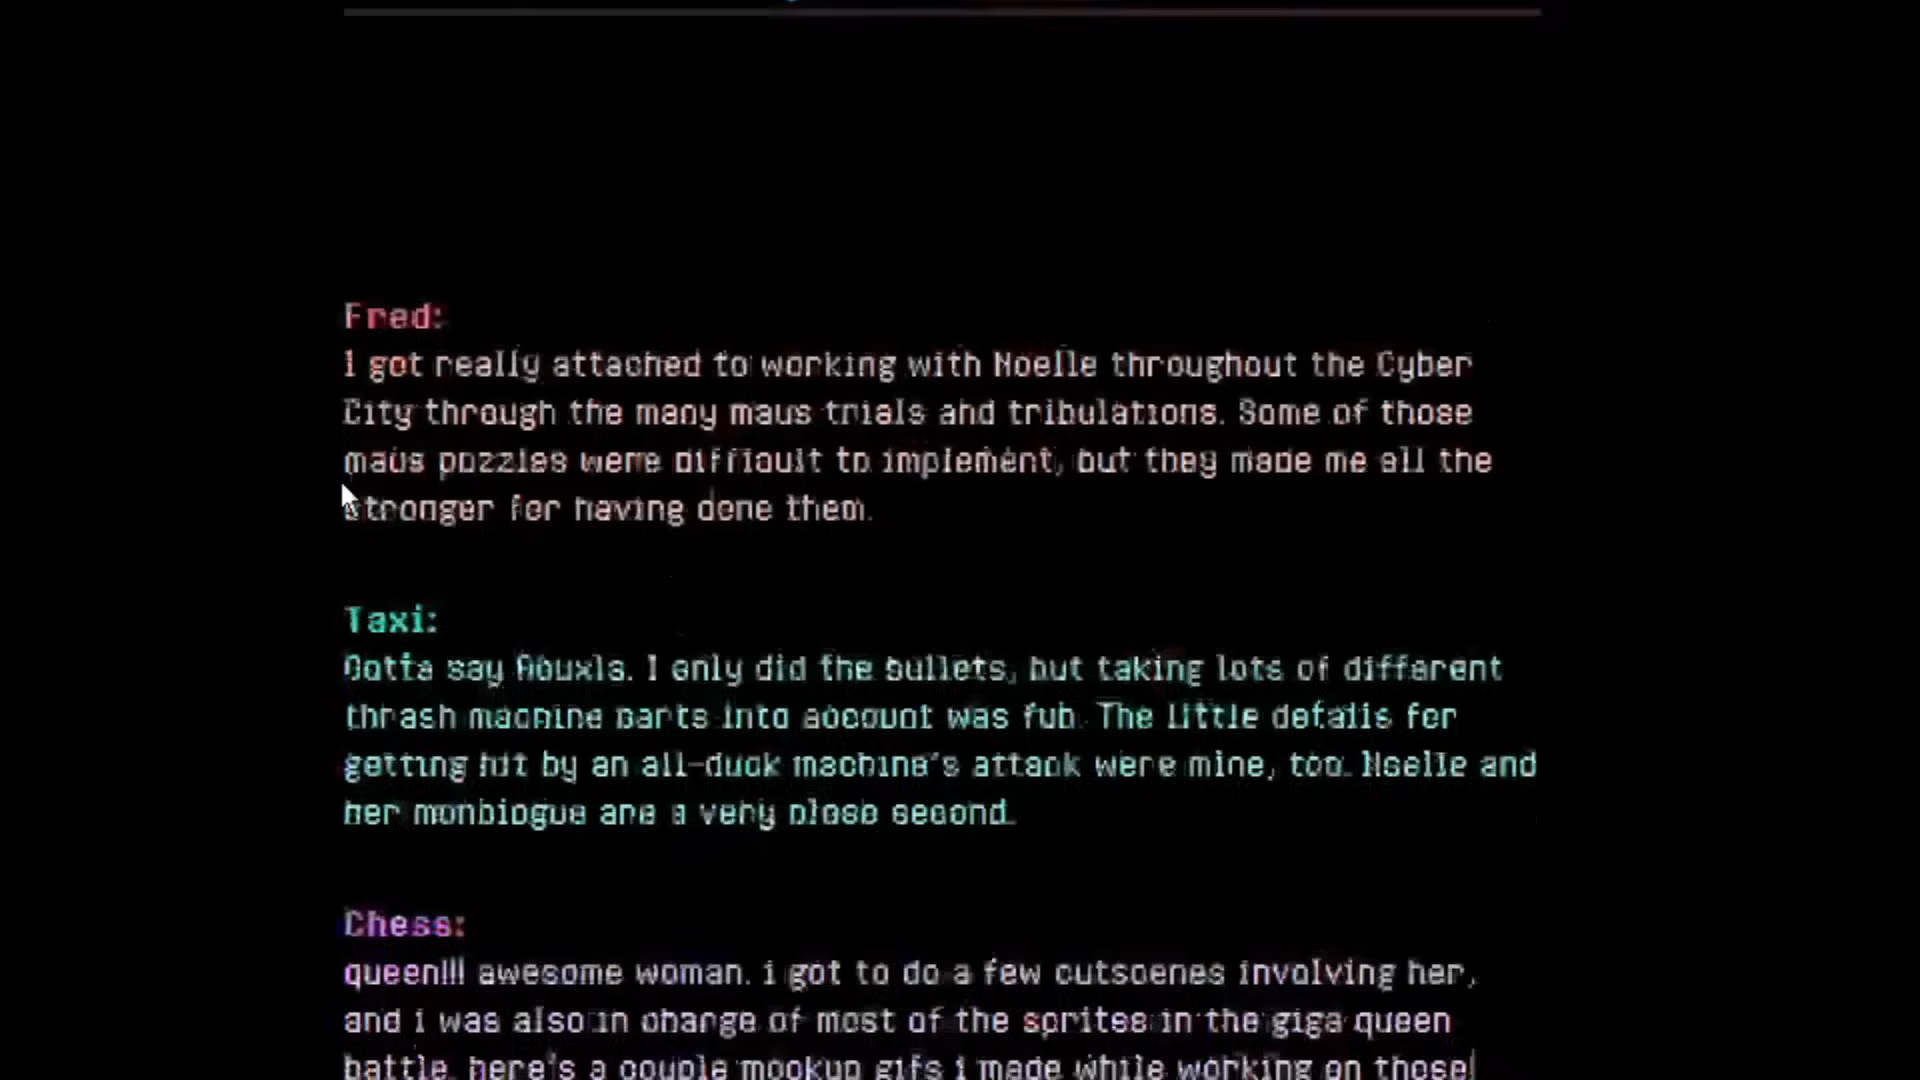 Fred:
I got really attached to working with Noelle throughout the Cyber
City through the many maus trials and tribulations. Some of those
maus puzzles were difficult to implement, but they made me all the
stronger for having done them.
Taxi:
Gotta say Rouxls. I only did the bullets, but taking lots of different
thrash machine parts into account was fun. The little details for
getting hit by an all-duck machine's attack were mine, too. Noelle and
her monologue are a very close second.
Chess:
queen!!! awesome woman. i got to do a few cutscenes involving her,
and i was also in charge of most of the sprites in the giga queen
battle. here's a couple mockup gifs i made while working on those!